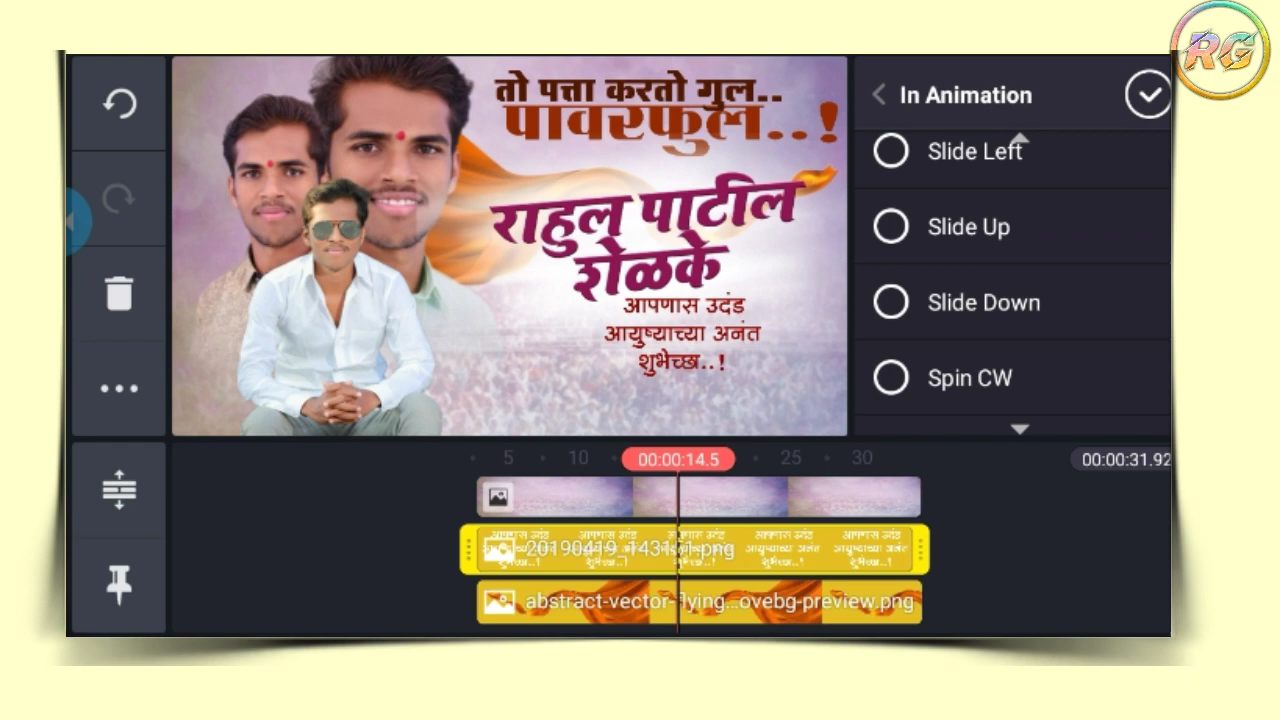 RG
In Animation
तो पत्ता करतो गुल..
पावरफुल..!
राहुल पाटील
शेळके
आपणास उदंड
आयुष्याच्या अनंत
शुभेच्छा..!
Slide Left
Slide Up
Slide Down
Spin CW
5
10
00:00:14.5
25
30
00:00:31.92
abstract-vector-flying...ovebg-preview.png